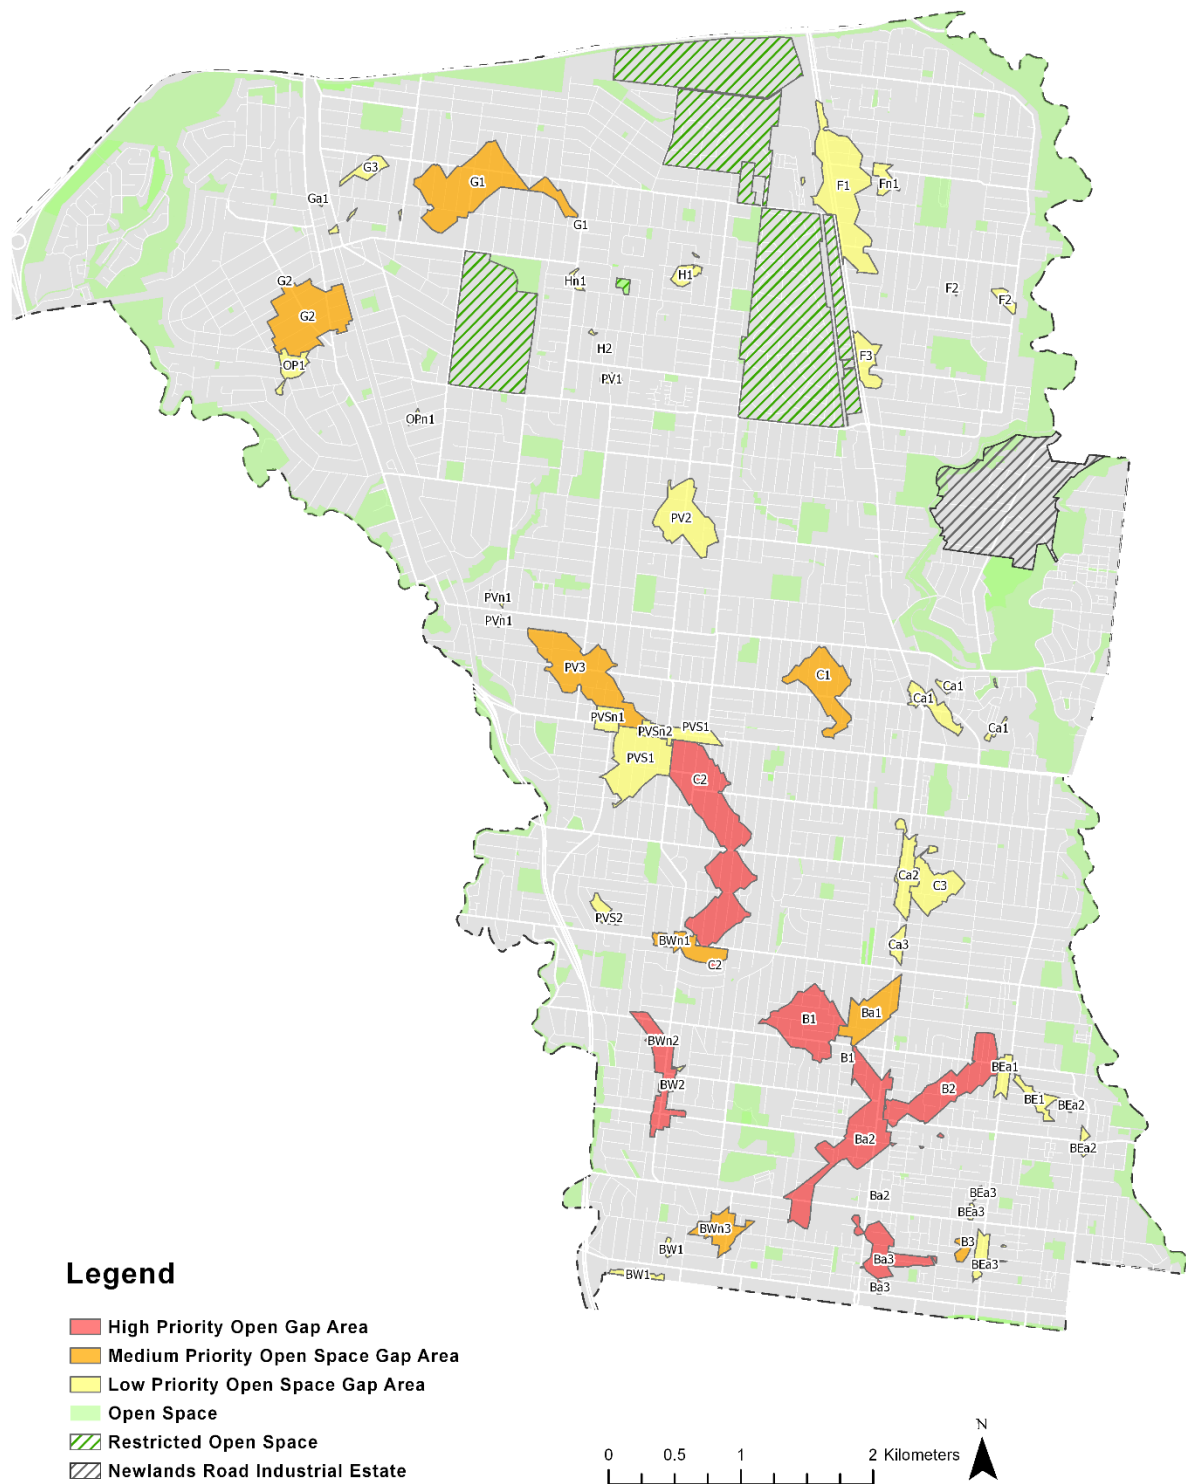 G3
Ga1
G1
G1
F1
Fn1
G2
Hn1
H1
F2
F2
G2
H2
F3
OP1
PV1
OPn1
PV2
PVn1
PVn1
PV3
C1
Ca1
Ca1
PVSn1
PVSn2
PVS1
Ca1
PVS1
C2
Ca2
C3
PVS2
BWn1
Ca3
C2
B1
Ba1
BWn2
B1
BEa1
BW2
B2
BE1
BEa2
Ba2
BEa2
Ba2
BEa3
BEa3
BWn3
BW1
B3
Ba3
BEa3
BW1
Ba3
Legend
High Priority Open Gap Area
Medium Priority Open Space Gap Area
Low Priority Open Space Gap Area
Open Space
Restricted Open Space
Newlands Road Industrial Estate
N
0 0.5 1 2 Kilometers